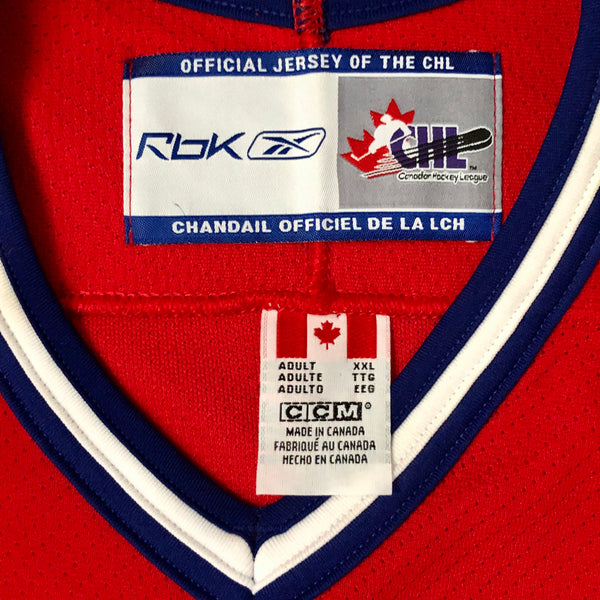 OFFICIAL JERSEY OF THE CHL
Rbk
CHL™
Canadian Hockey League
CHANDAIL OFFICIEL DE LA LCH
ADULT XXL
ADULTE TTG
ADULTO EEG
CCM®
MADE IN CANADA
FABRIQUÉ AU CANADA
HECHO EN CANADA